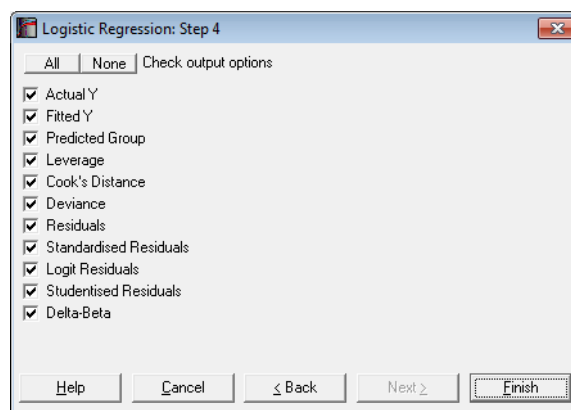 Logistic Regression: Step 4
All None Check output options
Actual Y
Fitted Y
Predicted Group
Leverage
Cook's Distance
Deviance
Residuals
Standardised Residuals
Logit Residuals
Studentised Residuals
Delta-Beta
Help Cancel < Back Next > Finish